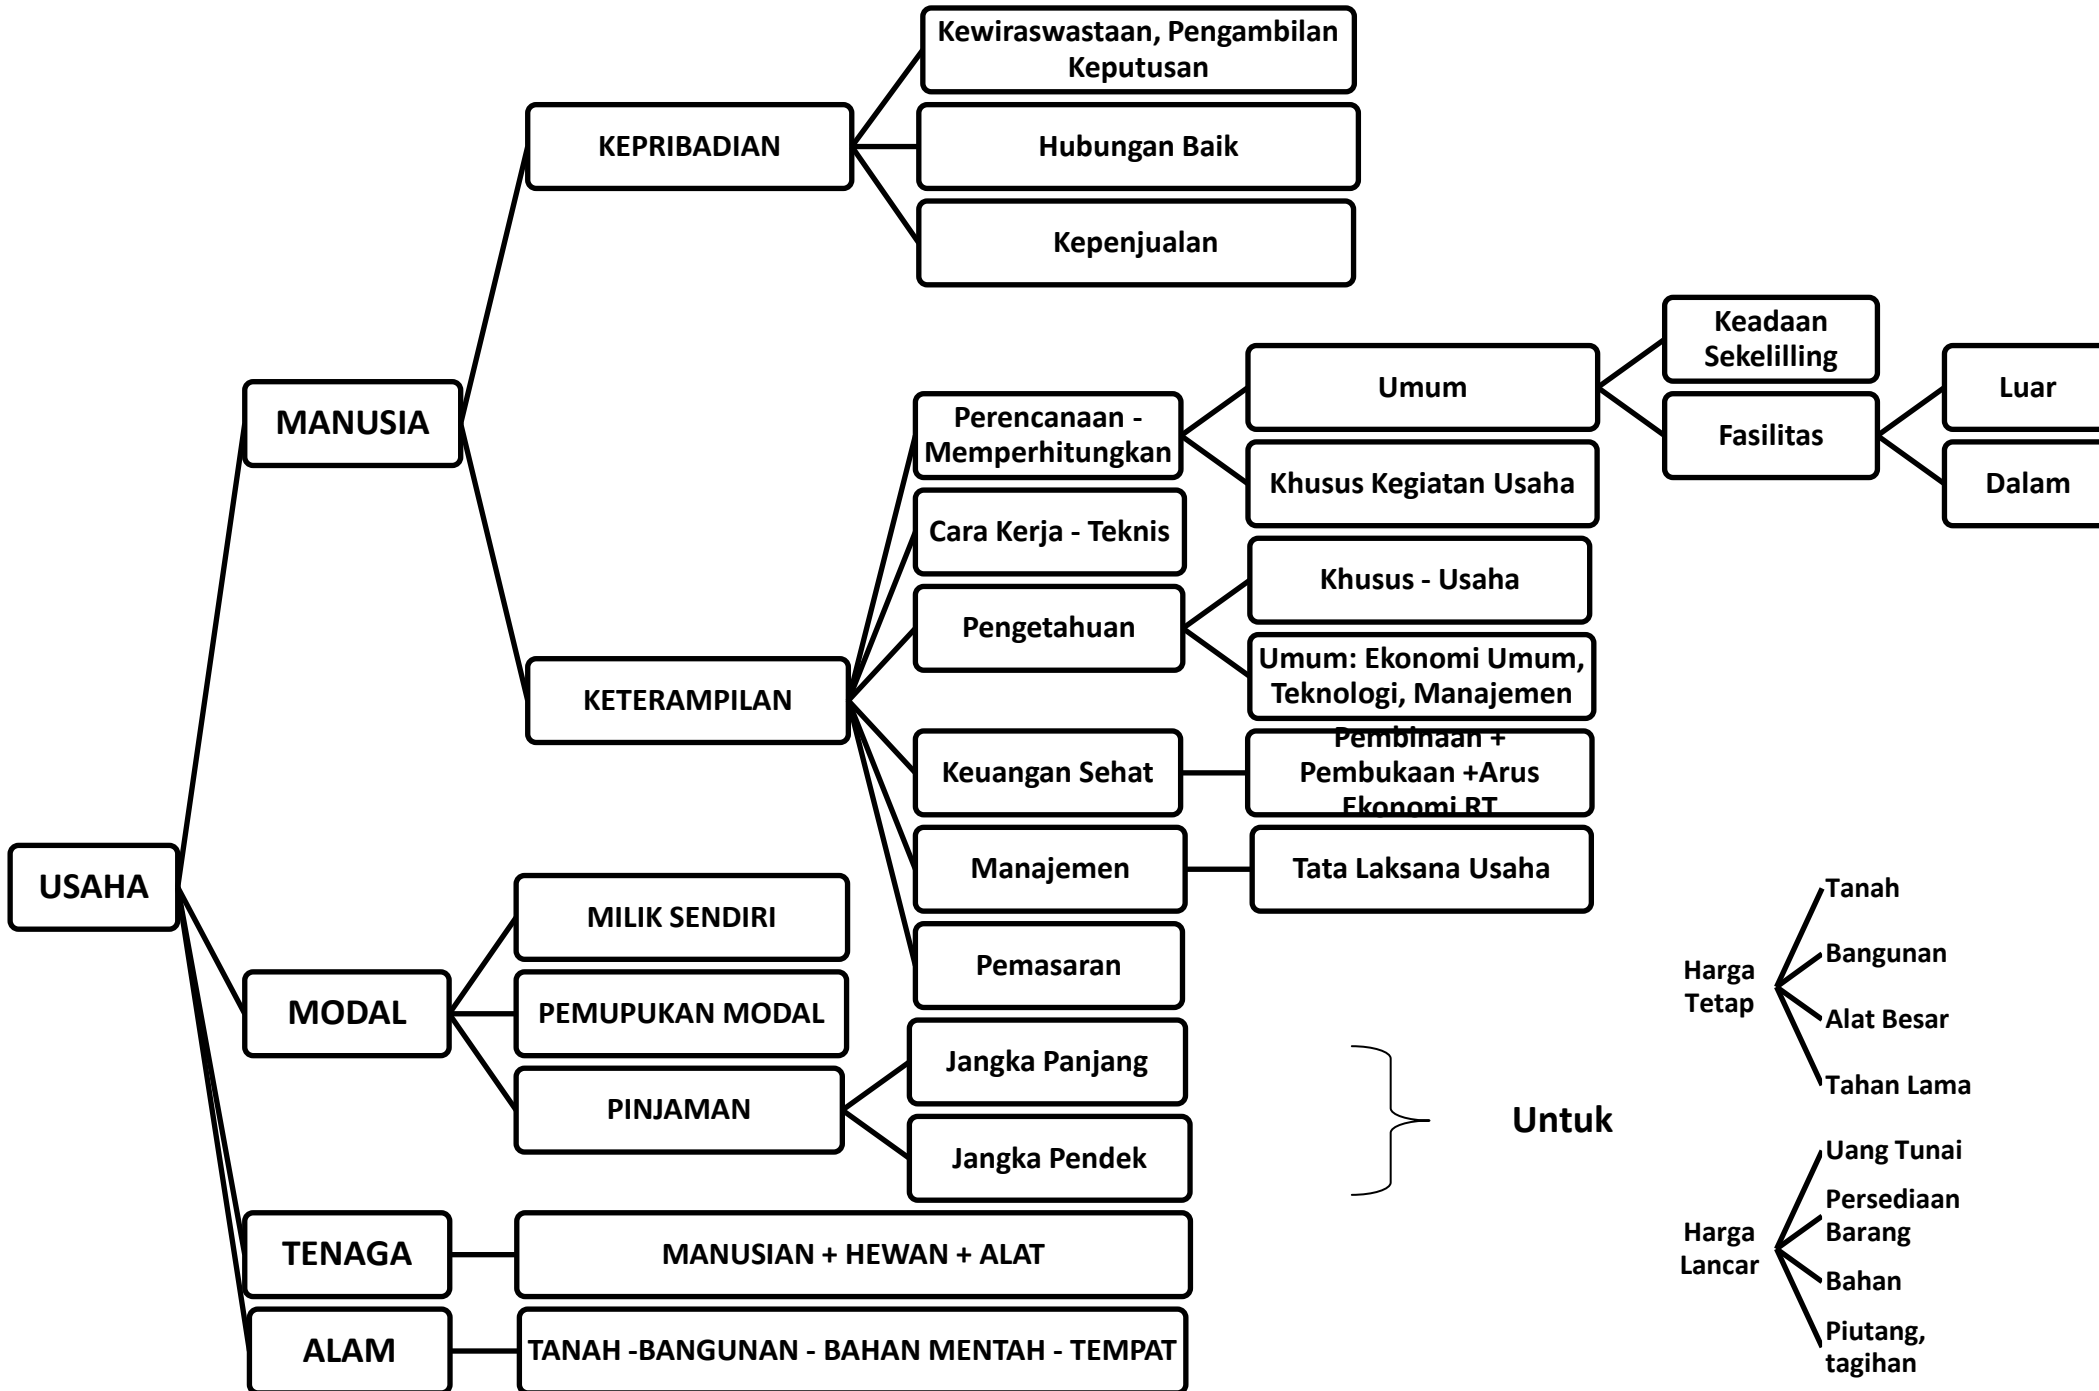 Kewiraswastaan, Pengambilan
Keputusan
KEPRIBADIAN
Hubungan Baik
Kepenjualan
Keadaan
Sekelilling
Umum
Luar
MANUSIA
Perencanaan -
Memperhitungkan
Fasilitas
Khusus Kegiatan Usaha
Dalam
Cara Kerja - Teknis
Khusus - Usaha
Pengetahuan
Umum: Ekonomi Umum,
Teknologi, Manajemen
KETERAMPILAN
Keuangan Sehat
Pembinaan +
Pembukaan +Arus
Ekonomi RT
Manajemen
Tata Laksana Usaha
USAHA
MILIK SENDIRI
Pemasaran
MODAL
PEMUPUKAN MODAL
Jangka Panjang
PINJAMAN
Jangka Pendek
Untuk
Harga
Tetap
Tanah
Bangunan
Alat Besar
Tahan Lama
Harga
Lancar
Uang Tunai
Persediaan
Barang
Bahan
Piutang,
tagihan
TENAGA
MANUSIAN + HEWAN + ALAT
ALAM
TANAH -BANGUNAN - BAHAN MENTAH - TEMPAT